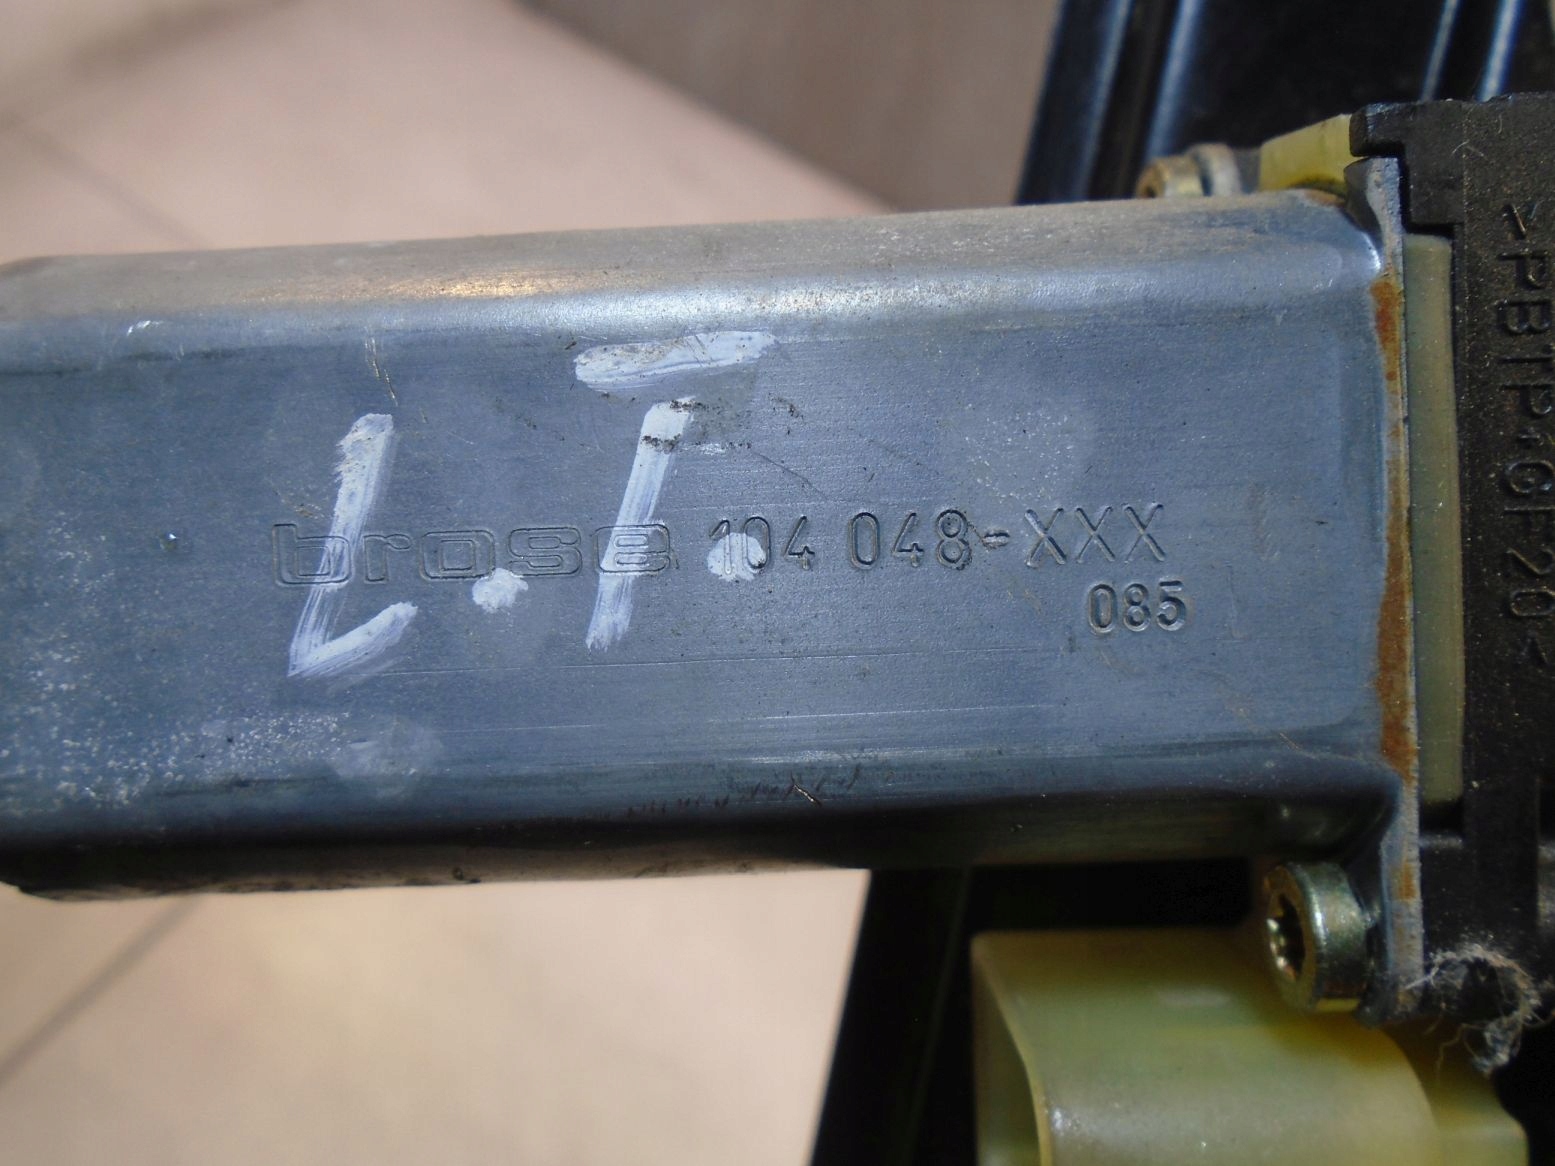 L.T.
brose 104 048-XXX
085
>PBTP*GF20<